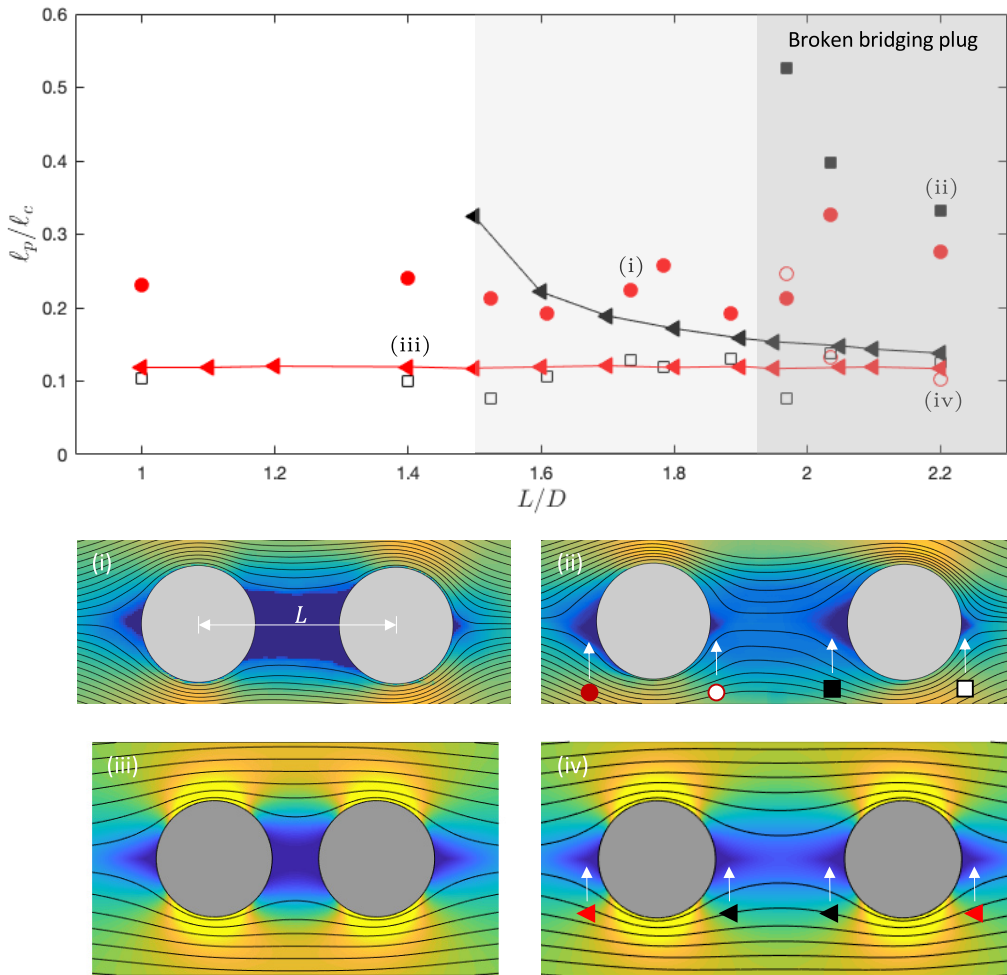 0.6
Broken bridging plug
0.5
0.4
(ii)
ℓp/ℓc
0.3
(i)
0.2
(iii)
0.1
(iv)
0
1
1.2
1.4
1.6
1.8
2
2.2
L/D
(i)
L
(ii)
(iii)
(iv)